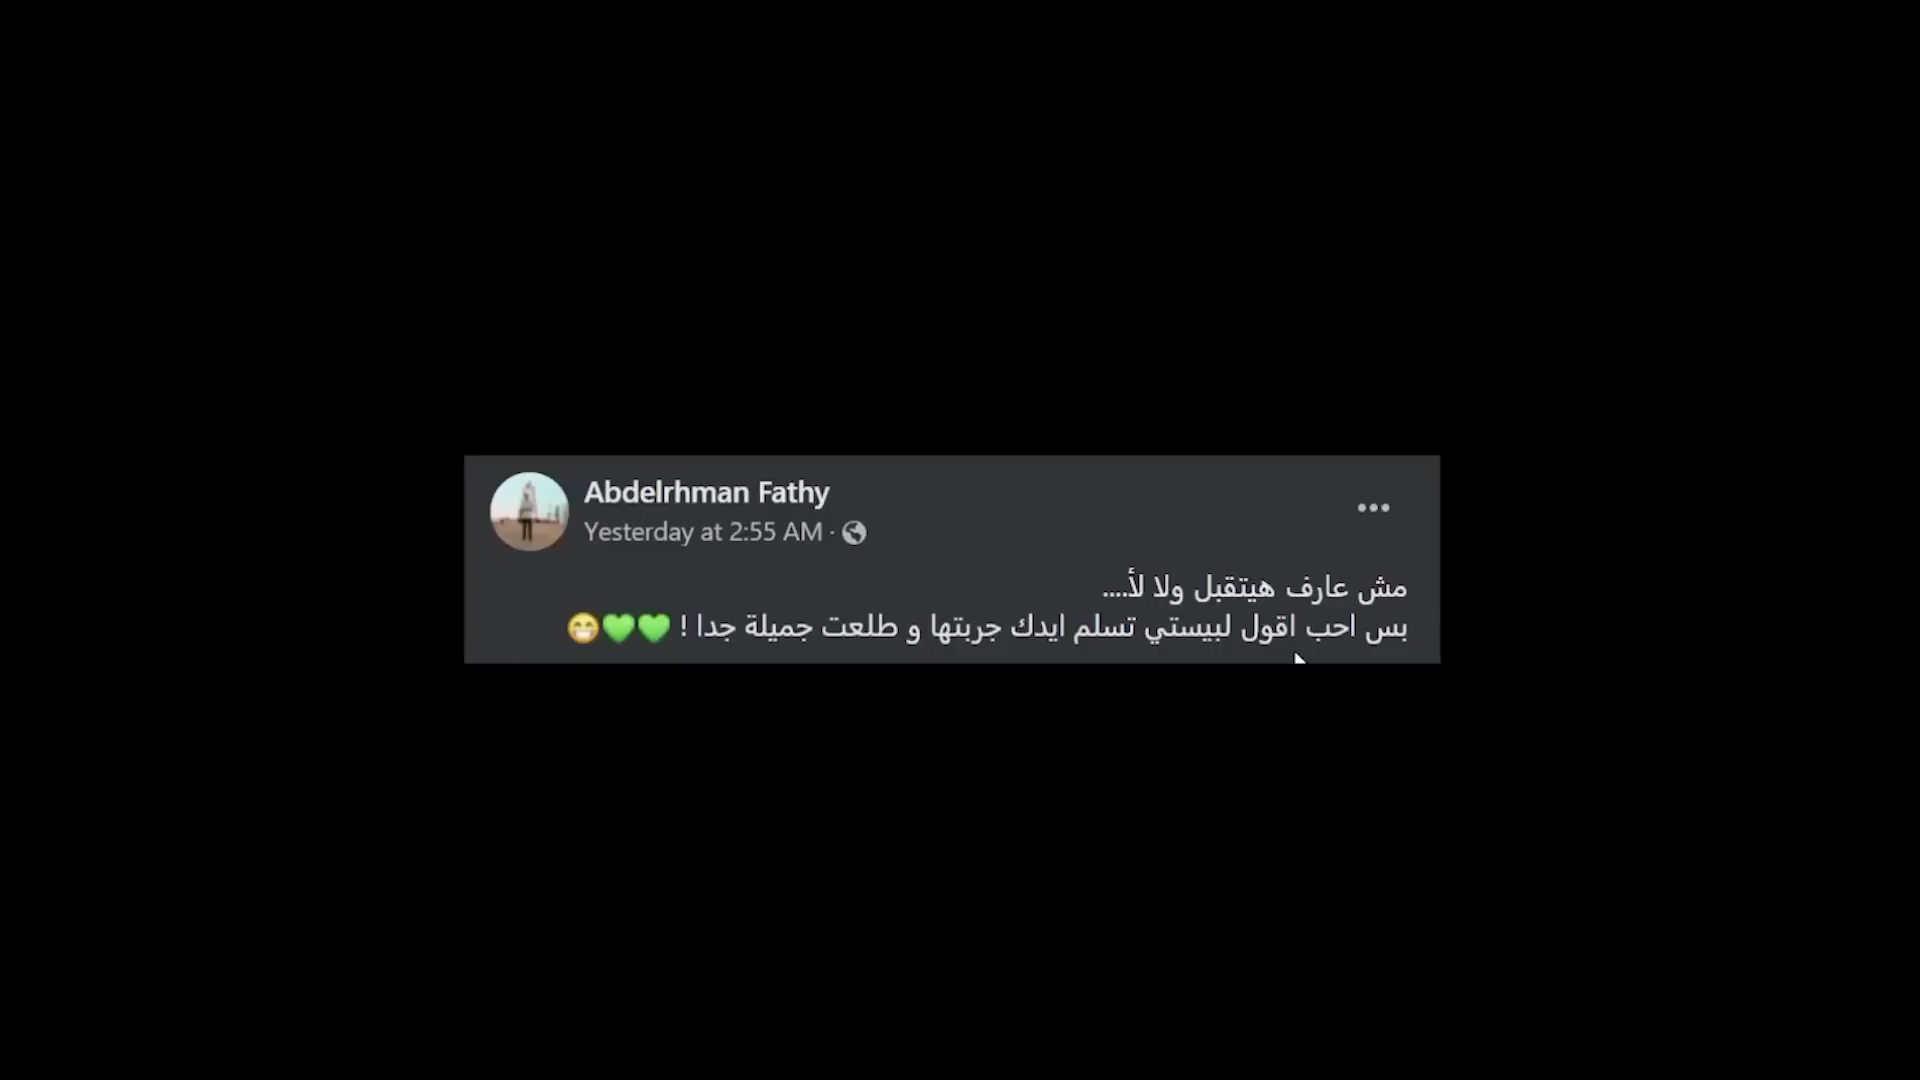 Abdelrhman Fathy
Yesterday at 2:55 AM ·
مش عارف هيتقبل ولا لأ....
بس احب اقول لبيستي تسلم ايدك جربتها و طلعت جميلة جدا ! 💚💚😁